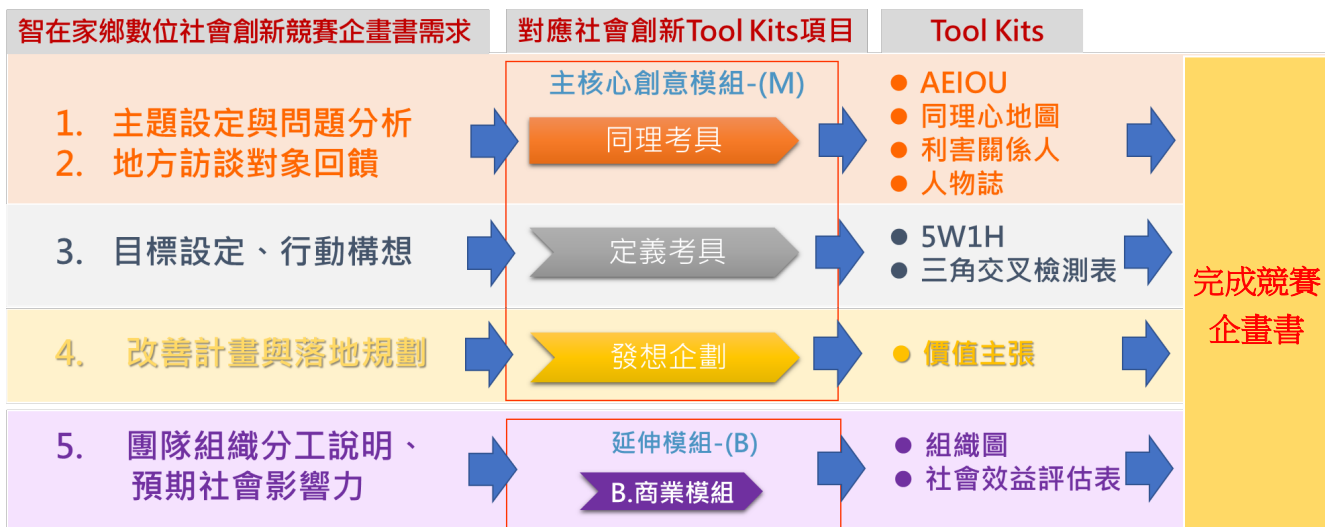 智在家鄉數位社會創新競賽企畫書需求
對應社會創新Tool Kits項目
Tool Kits
主核心創意模組-(M)
1. 主題設定與問題分析
2. 地方訪談對象回饋
同理考具
● AEIOU
● 同理心地圖
● 利害關係人
● 人物誌
3. 目標設定、行動構想
定義考具
● 5W1H
● 三角交叉檢測表
4. 改善計畫與落地規劃
發想企劃
● 價值主張
5. 團隊組織分工說明、
預期社會影響力
延伸模組-(B)
B.商業模組
● 組織圖
● 社會效益評估表
完成競賽
企畫書